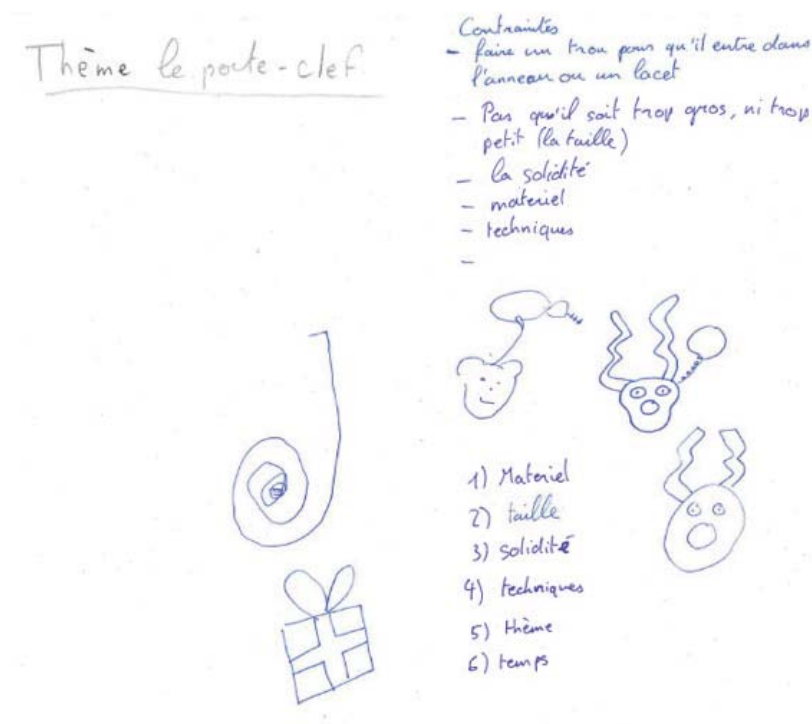 Thème le porte-clef
Contraintes
- faire un trou pour qu'il entre dans
l'anneau ou un lacet
- Pas qu'il soit trop gros, ni trop
petit (la taille)
- la solidité
- materiel
- techniques
-
1) Materiel
2) taille
3) solidité
4) techniques
5) thème
6) temps